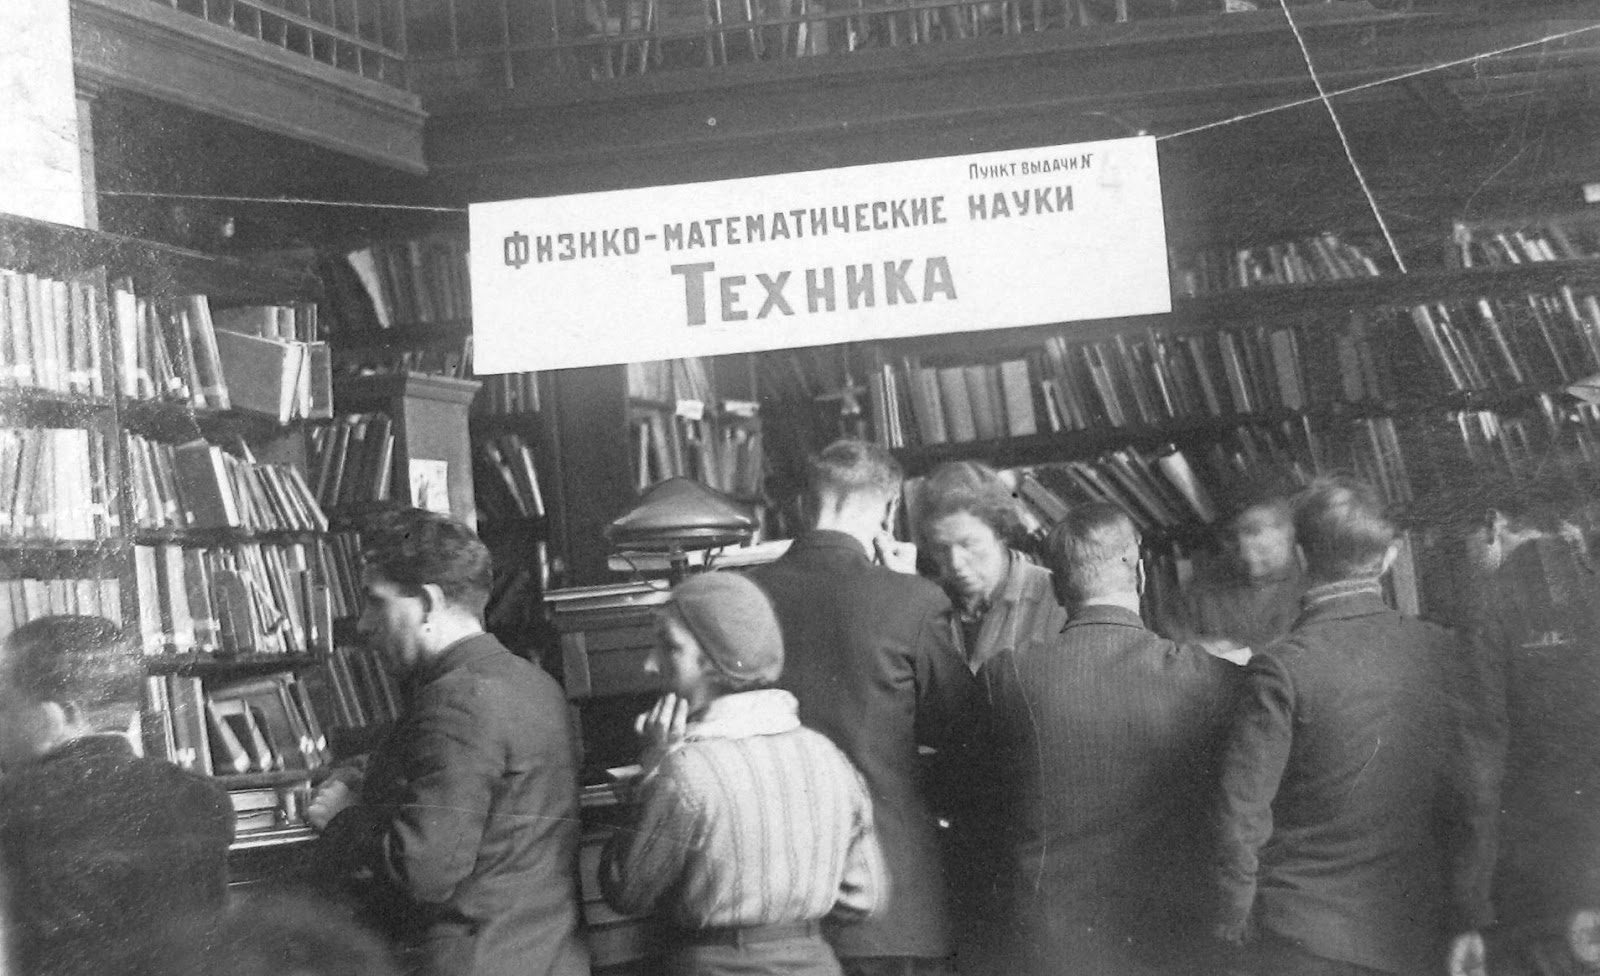 Пункт выдачи №
Физико-математические науки
Техника